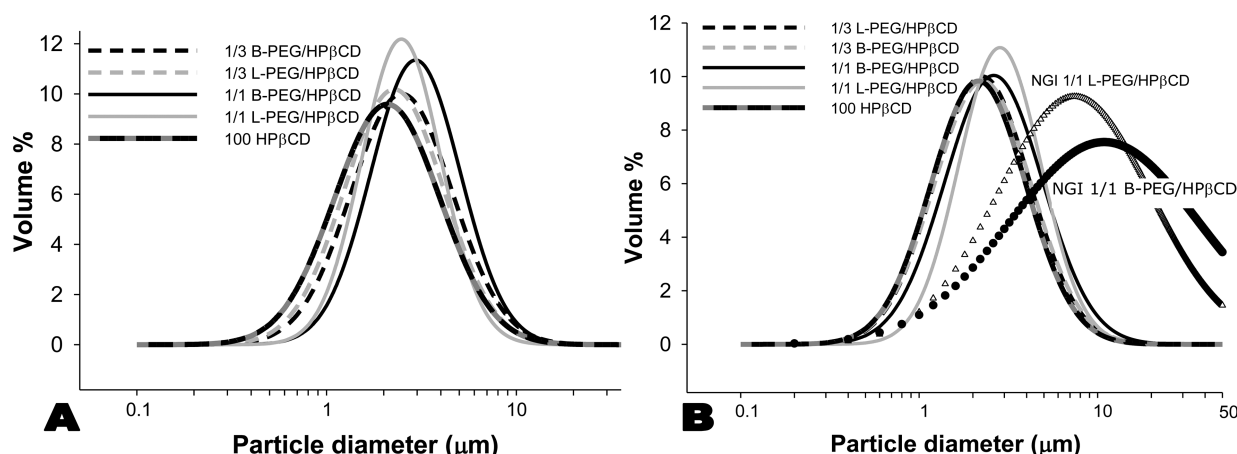 12
10
8
6
4
2
0
Volume %
1/3 B-PEG/HPβCD
1/3 L-PEG/HPβCD
1/1 B-PEG/HPβCD
1/1 L-PEG/HPβCD
100 HPβCD
0.1 1 10
A
Particle diameter (μm)
12
10
8
6
4
2
0
Volume %
1/3 L-PEG/HPβCD
1/3 B-PEG/HPβCD
1/1 B-PEG/HPβCD
1/1 L-PEG/HPβCD
100 HPβCD
NGI 1/1 L-PEG/HPβCD
NGI 1/1 B-PEG/HPβCD
0.1 1 10 50
B
Particle diameter (μm)